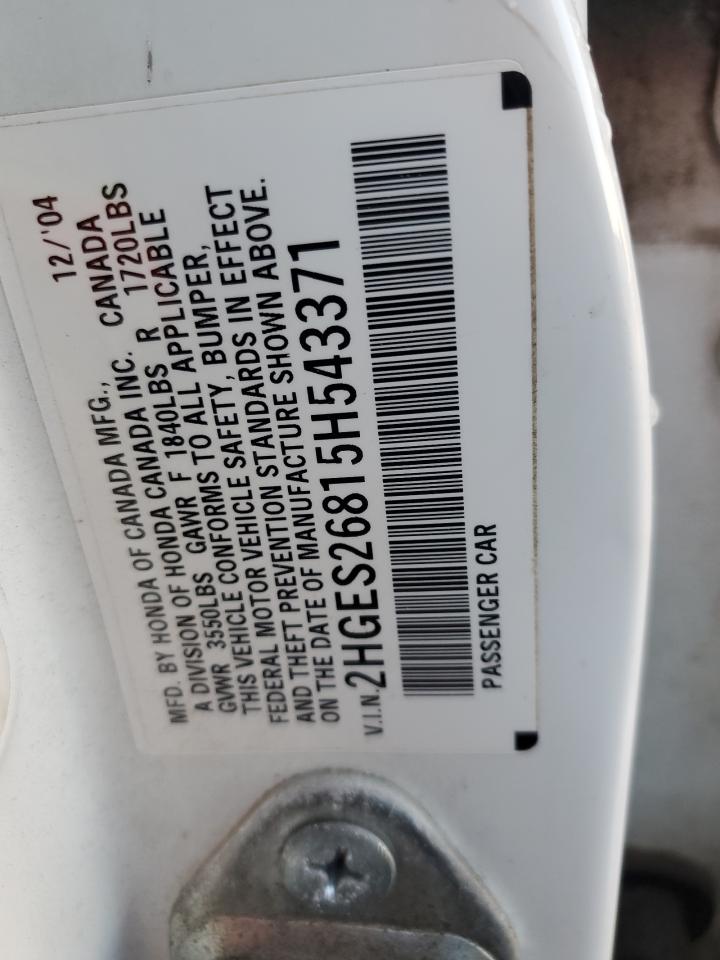 MFD. BY HONDA OF CANADA MFG., CANADA 12/'04
A DIVISION OF HONDA CANADA INC.
GVWR 3550LBS GAWR F 1840LBS R 1720LBS
THIS VEHICLE CONFORMS TO ALL APPLICABLE
FEDERAL MOTOR VEHICLE SAFETY, BUMPER,
AND THEFT PREVENTION STANDARDS IN EFFECT
ON THE DATE OF MANUFACTURE SHOWN ABOVE.
V.I.N. 2HGES26815H543371
PASSENGER CAR